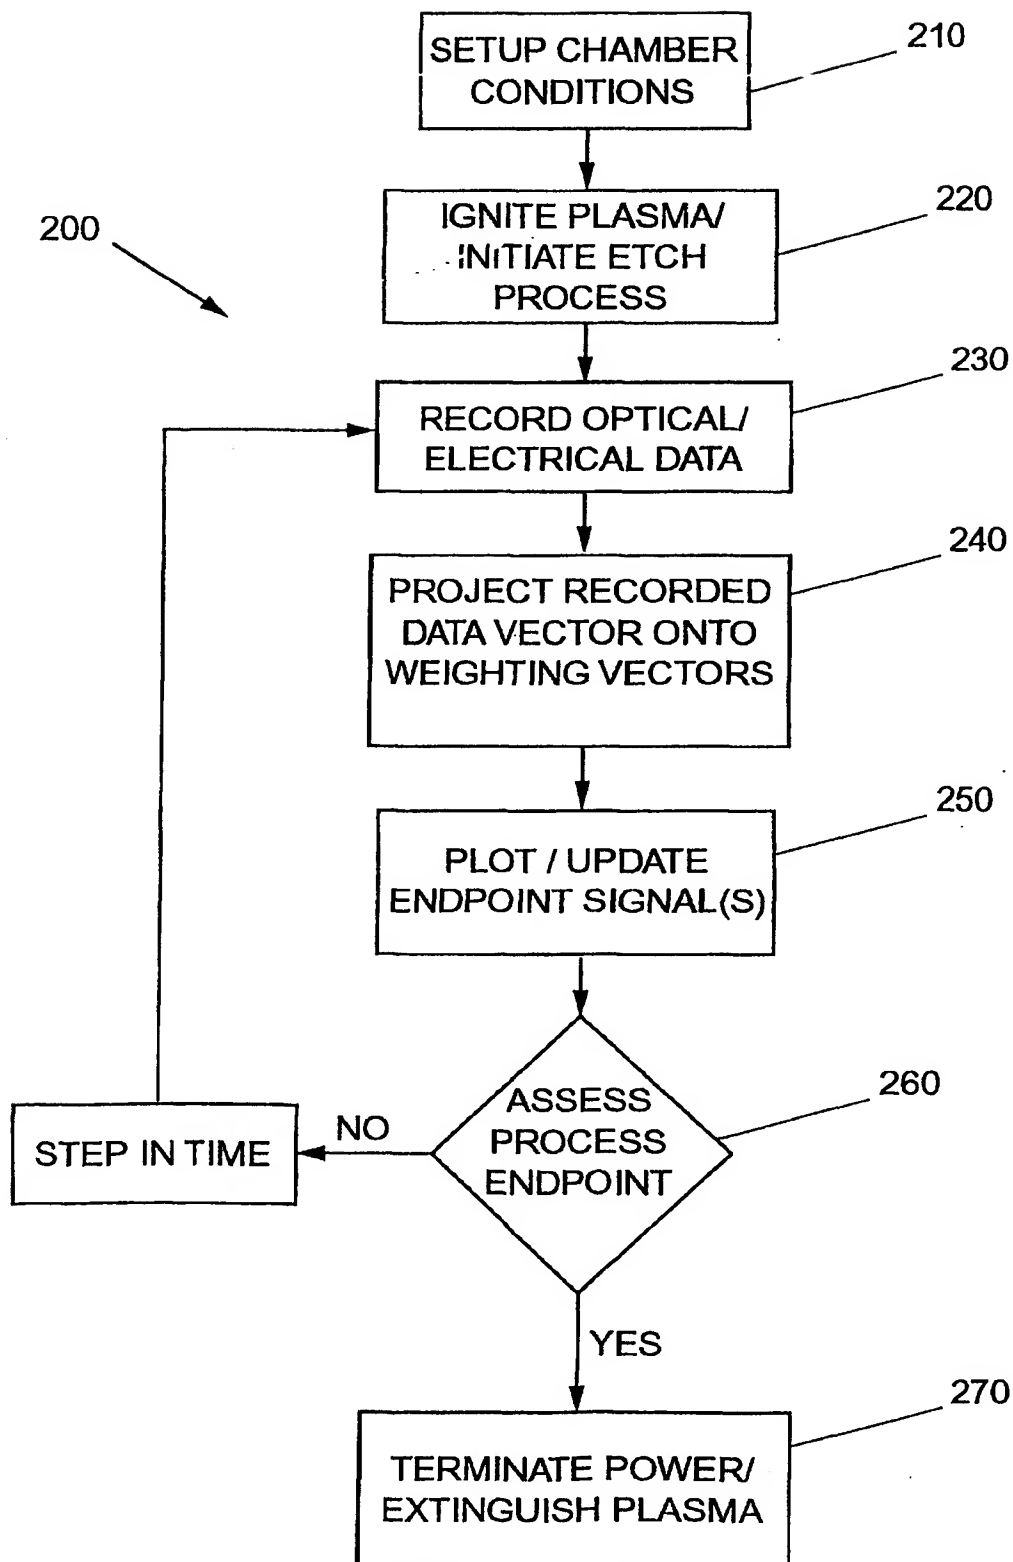 SETUP CHAMBER
CONDITIONS
210
IGNITE PLASMA/
INITIATE ETCH
PROCESS
220
200
RECORD OPTICAL/
ELECTRICAL DATA
230
PROJECT RECORDED
DATA VECTOR ONTO
WEIGHTING VECTORS
240
PLOT / UPDATE
ENDPOINT SIGNAL(S)
250
ASSESS
PROCESS
ENDPOINT
260
NO
STEP IN TIME
YES
TERMINATE POWER/
EXTINGUISH PLASMA
270